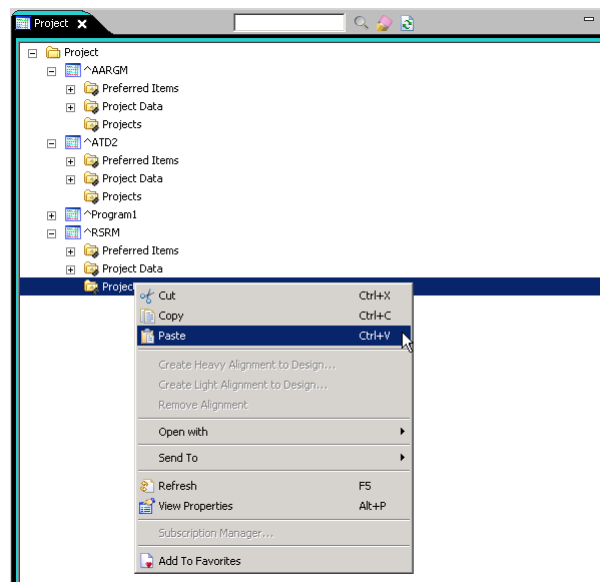 Project
Project
^AARGM
Preferred Items
Project Data
Projects
^ATD2
Preferred Items
Project Data
Projects
^Program1
^RSRM
Preferred Items
Project Data
Projec
Cut Ctrl+X
Copy Ctrl+C
Paste Ctrl+V
Create Heavy Alignment to Design...
Create Light Alignment to Design...
Remove Alignment
Open with
Send To
Refresh F5
View Properties Alt+P
Subscription Manager...
Add To Favorites